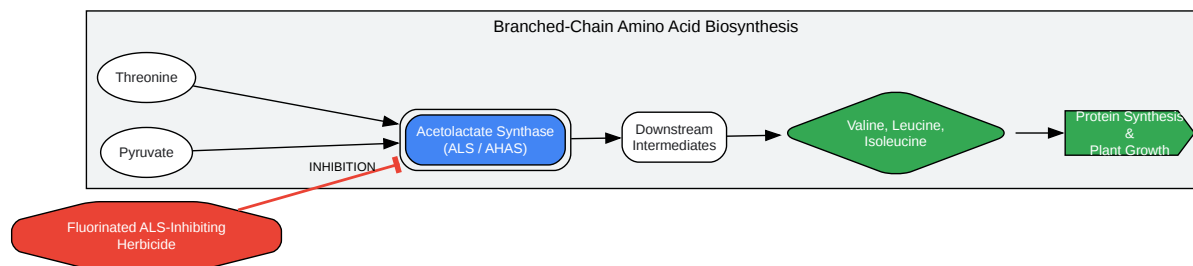 Branched-Chain Amino Acid Biosynthesis
Threonine
Pyruvate
Acetolactate Synthase
(ALS / AHAS)
Downstream
Intermediates
Valine, Leucine,
Isoleucine
Protein Synthesis
&
Plant Growth
INHIBITION
Fluorinated ALS-Inhibiting
Herbicide